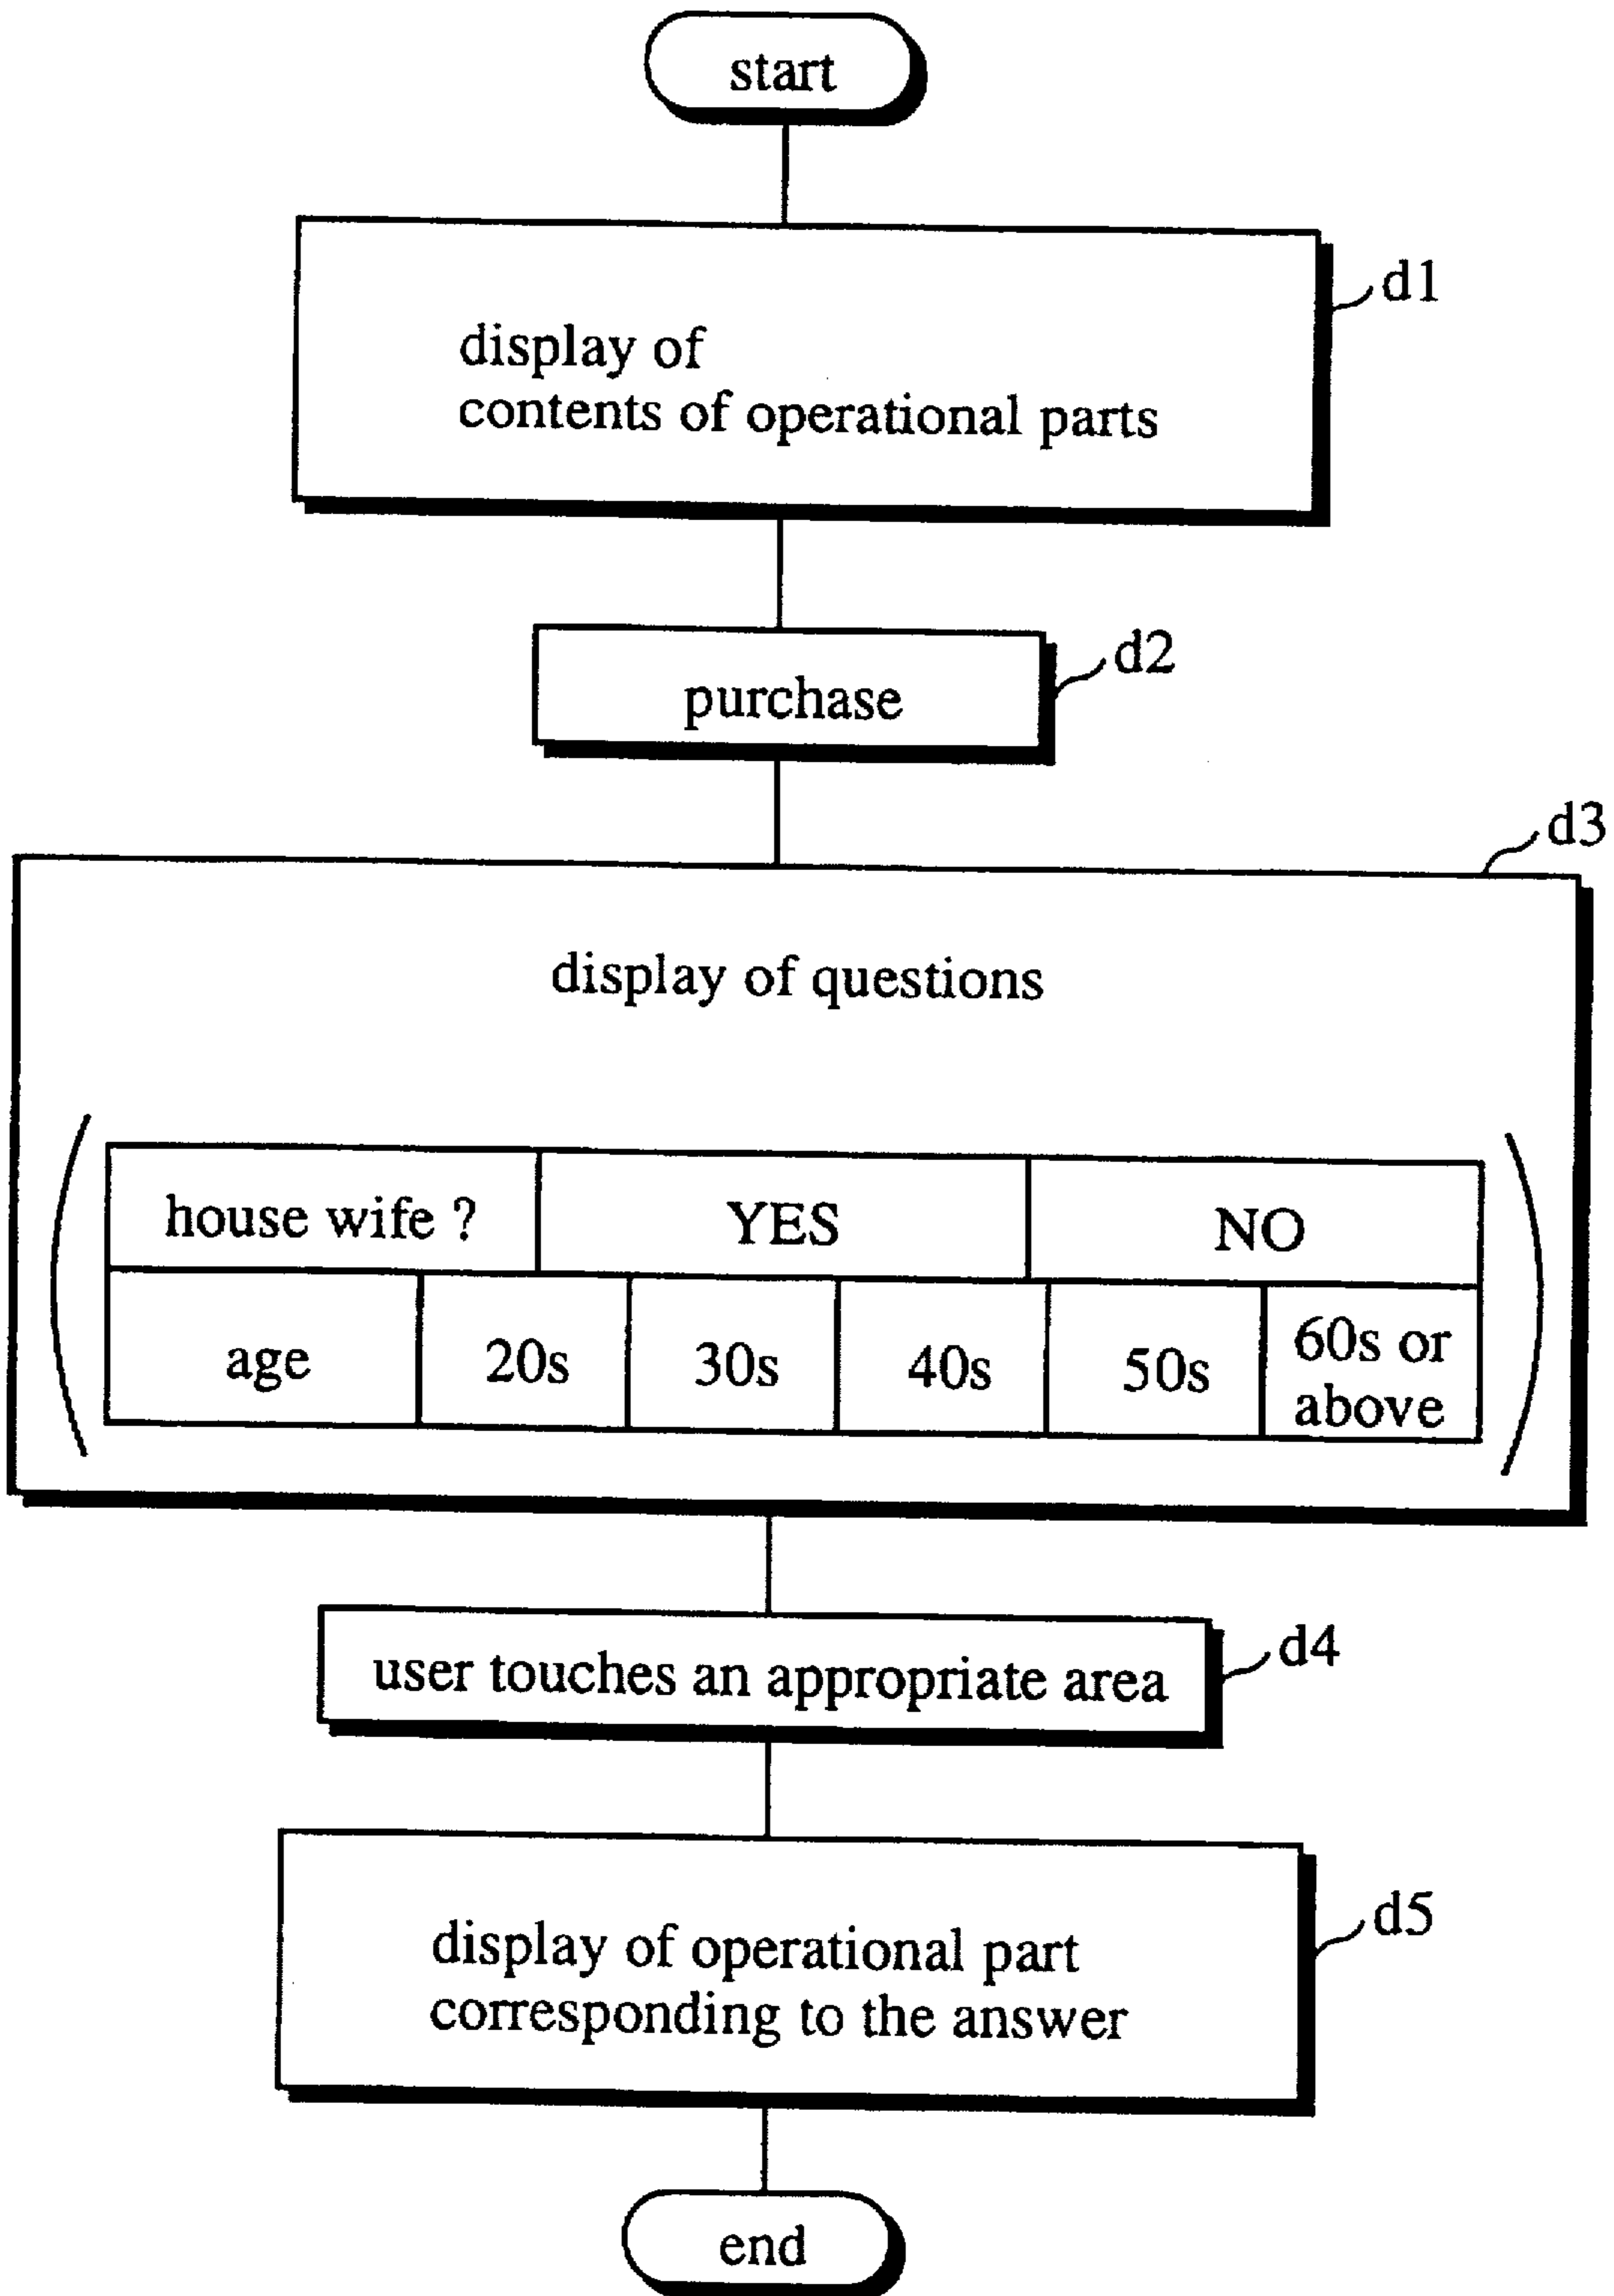 start
d1
display of
contents of operational parts
d2
purchase
d3
display of questions
house wife ? YES NO
age 20s 30s 40s 50s 60s or
above
user touches an appropriate area
d4
d5
display of operational part
corresponding to the answer
end